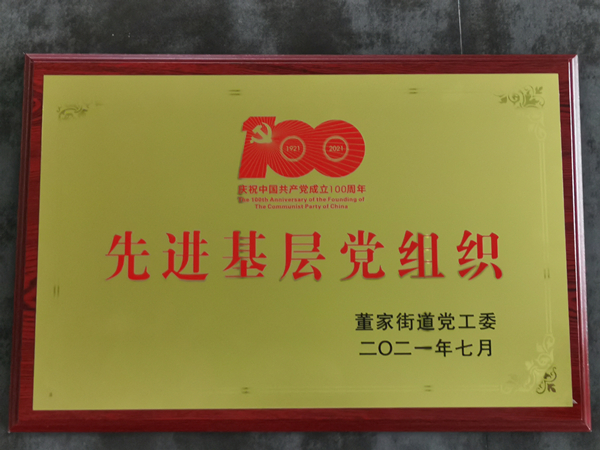 100
1921 2021
庆祝中国共产党成立100周年
The 100th Anniversary of the Founding of
The Communist Party of China
先进基层党组织
董家街道党工委
二〇二一年七月